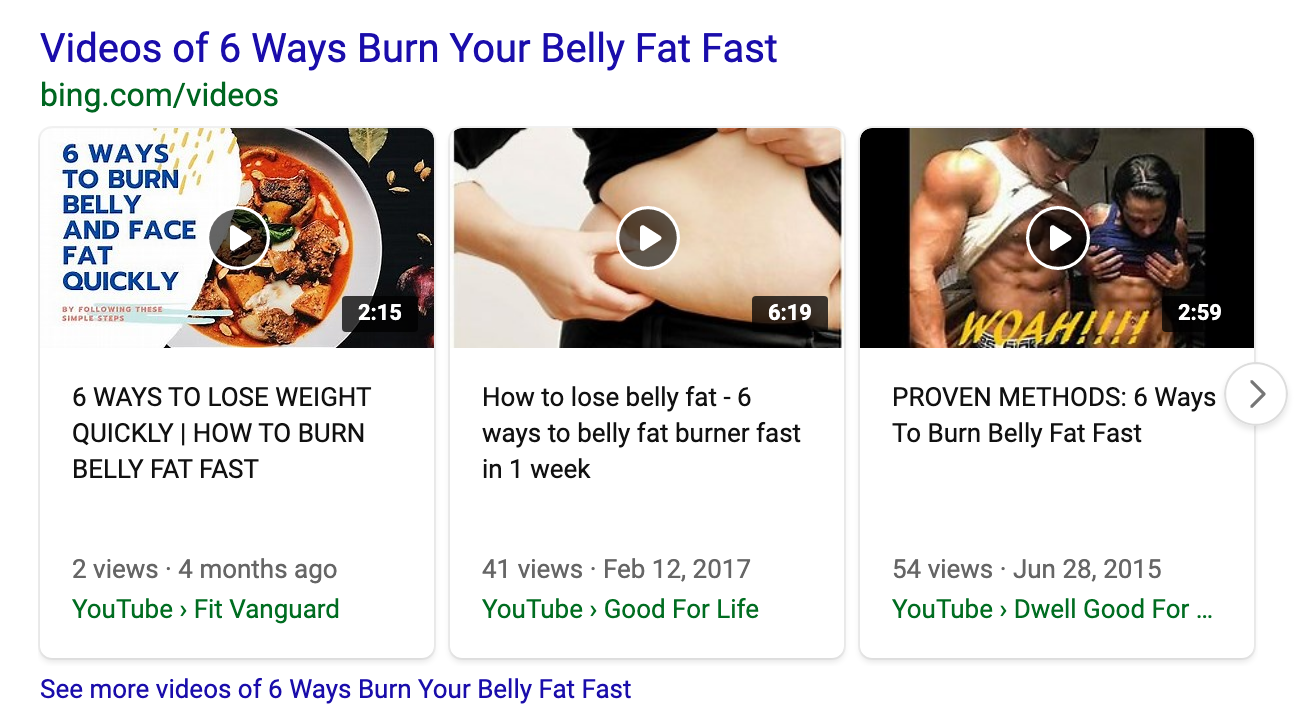 Videos of 6 Ways Burn Your Belly Fat Fast
bing.com/videos
6 WAYS
TO BURN
BELLY
AND FACE
FAT
QUICKLY
BY FOLLOWING THESE
SIMPLE STEPS
2:15
6 WAYS TO LOSE WEIGHT
QUICKLY | HOW TO BURN
BELLY FAT FAST
2 views · 4 months ago
YouTube › Fit Vanguard
6:19
How to lose belly fat - 6
ways to belly fat burner fast
in 1 week
41 views · Feb 12, 2017
YouTube › Good For Life
WOAH!!!!
2:59
PROVEN METHODS: 6 Ways
To Burn Belly Fat Fast
54 views · Jun 28, 2015
YouTube › Dwell Good For ...
See more videos of 6 Ways Burn Your Belly Fat Fast